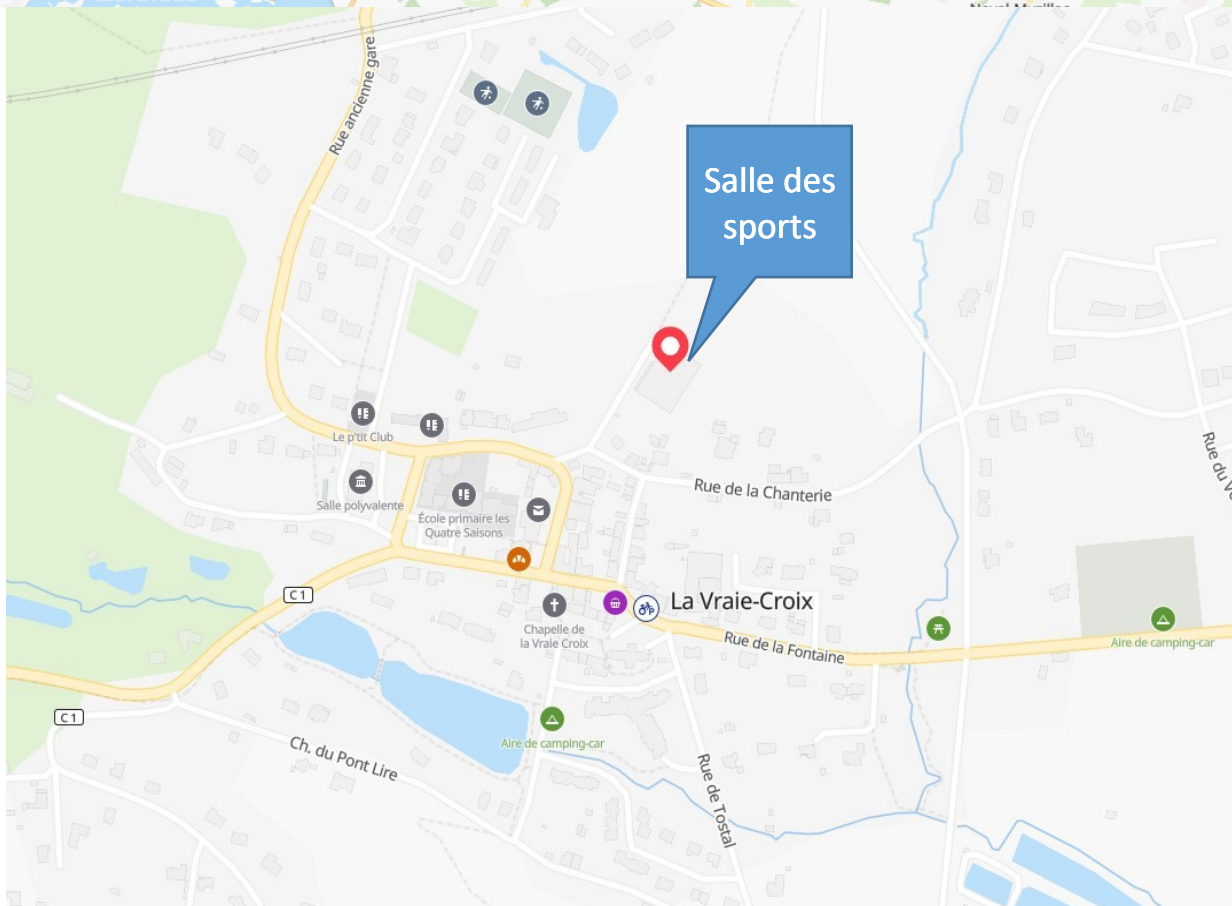 Rue ancienne gare
Salle des
sports
Le p'tit Club
Salle polyvalente
École primaire les
Quatre Saisons
Rue de la Chanterie
C 1
La Vraie-Croix
Chapelle de
la Vraie Croix
Rue de la Fontaine
Aire de camping-car
C 1
Aire de camping-car
Ch. du Pont Lire
Rue de Tostal